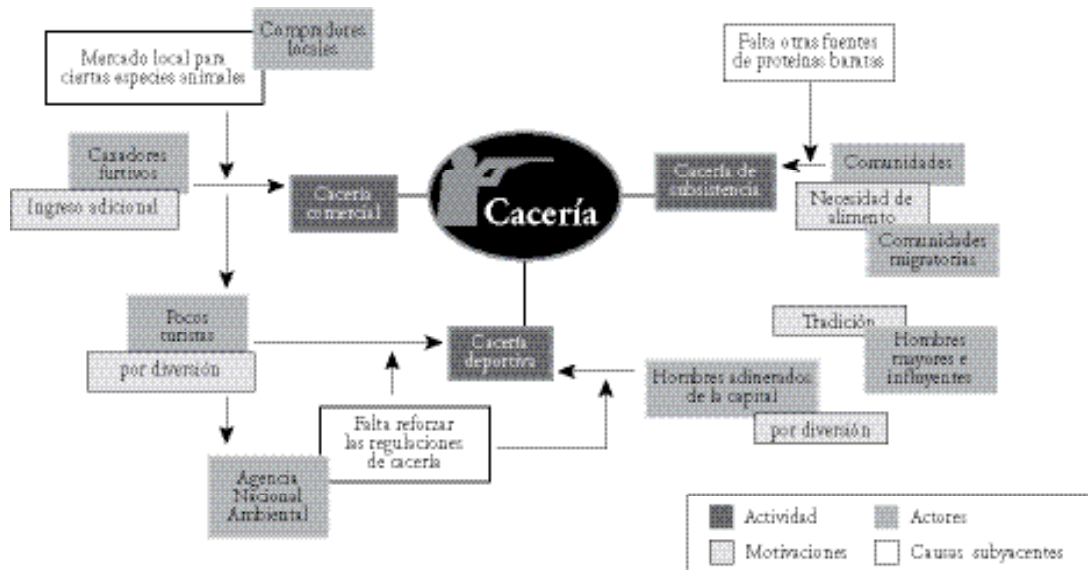 Compradores
locales
Mercado local para
ciertas especies animales
Falta otras fuentes
de proteínas baratas
Cazadores
furtivos
Ingreso adicional
Cacería
comercial
Cacería
Cacería de
subsistencia
Comunidades
Necesidad de
alimento
Comunidades
migratorias
Pocos
turistas
por diversión
Cacería
deportiva
Tradición
Hombres
mayores e
influyentes
Hombres adinerados
de la capital
por diversión
Falta reforzar
las regulaciones
de cacería
Agencia
Nacional
Ambiental
Actividad
Actores
Motivaciones
Causas subyacentes